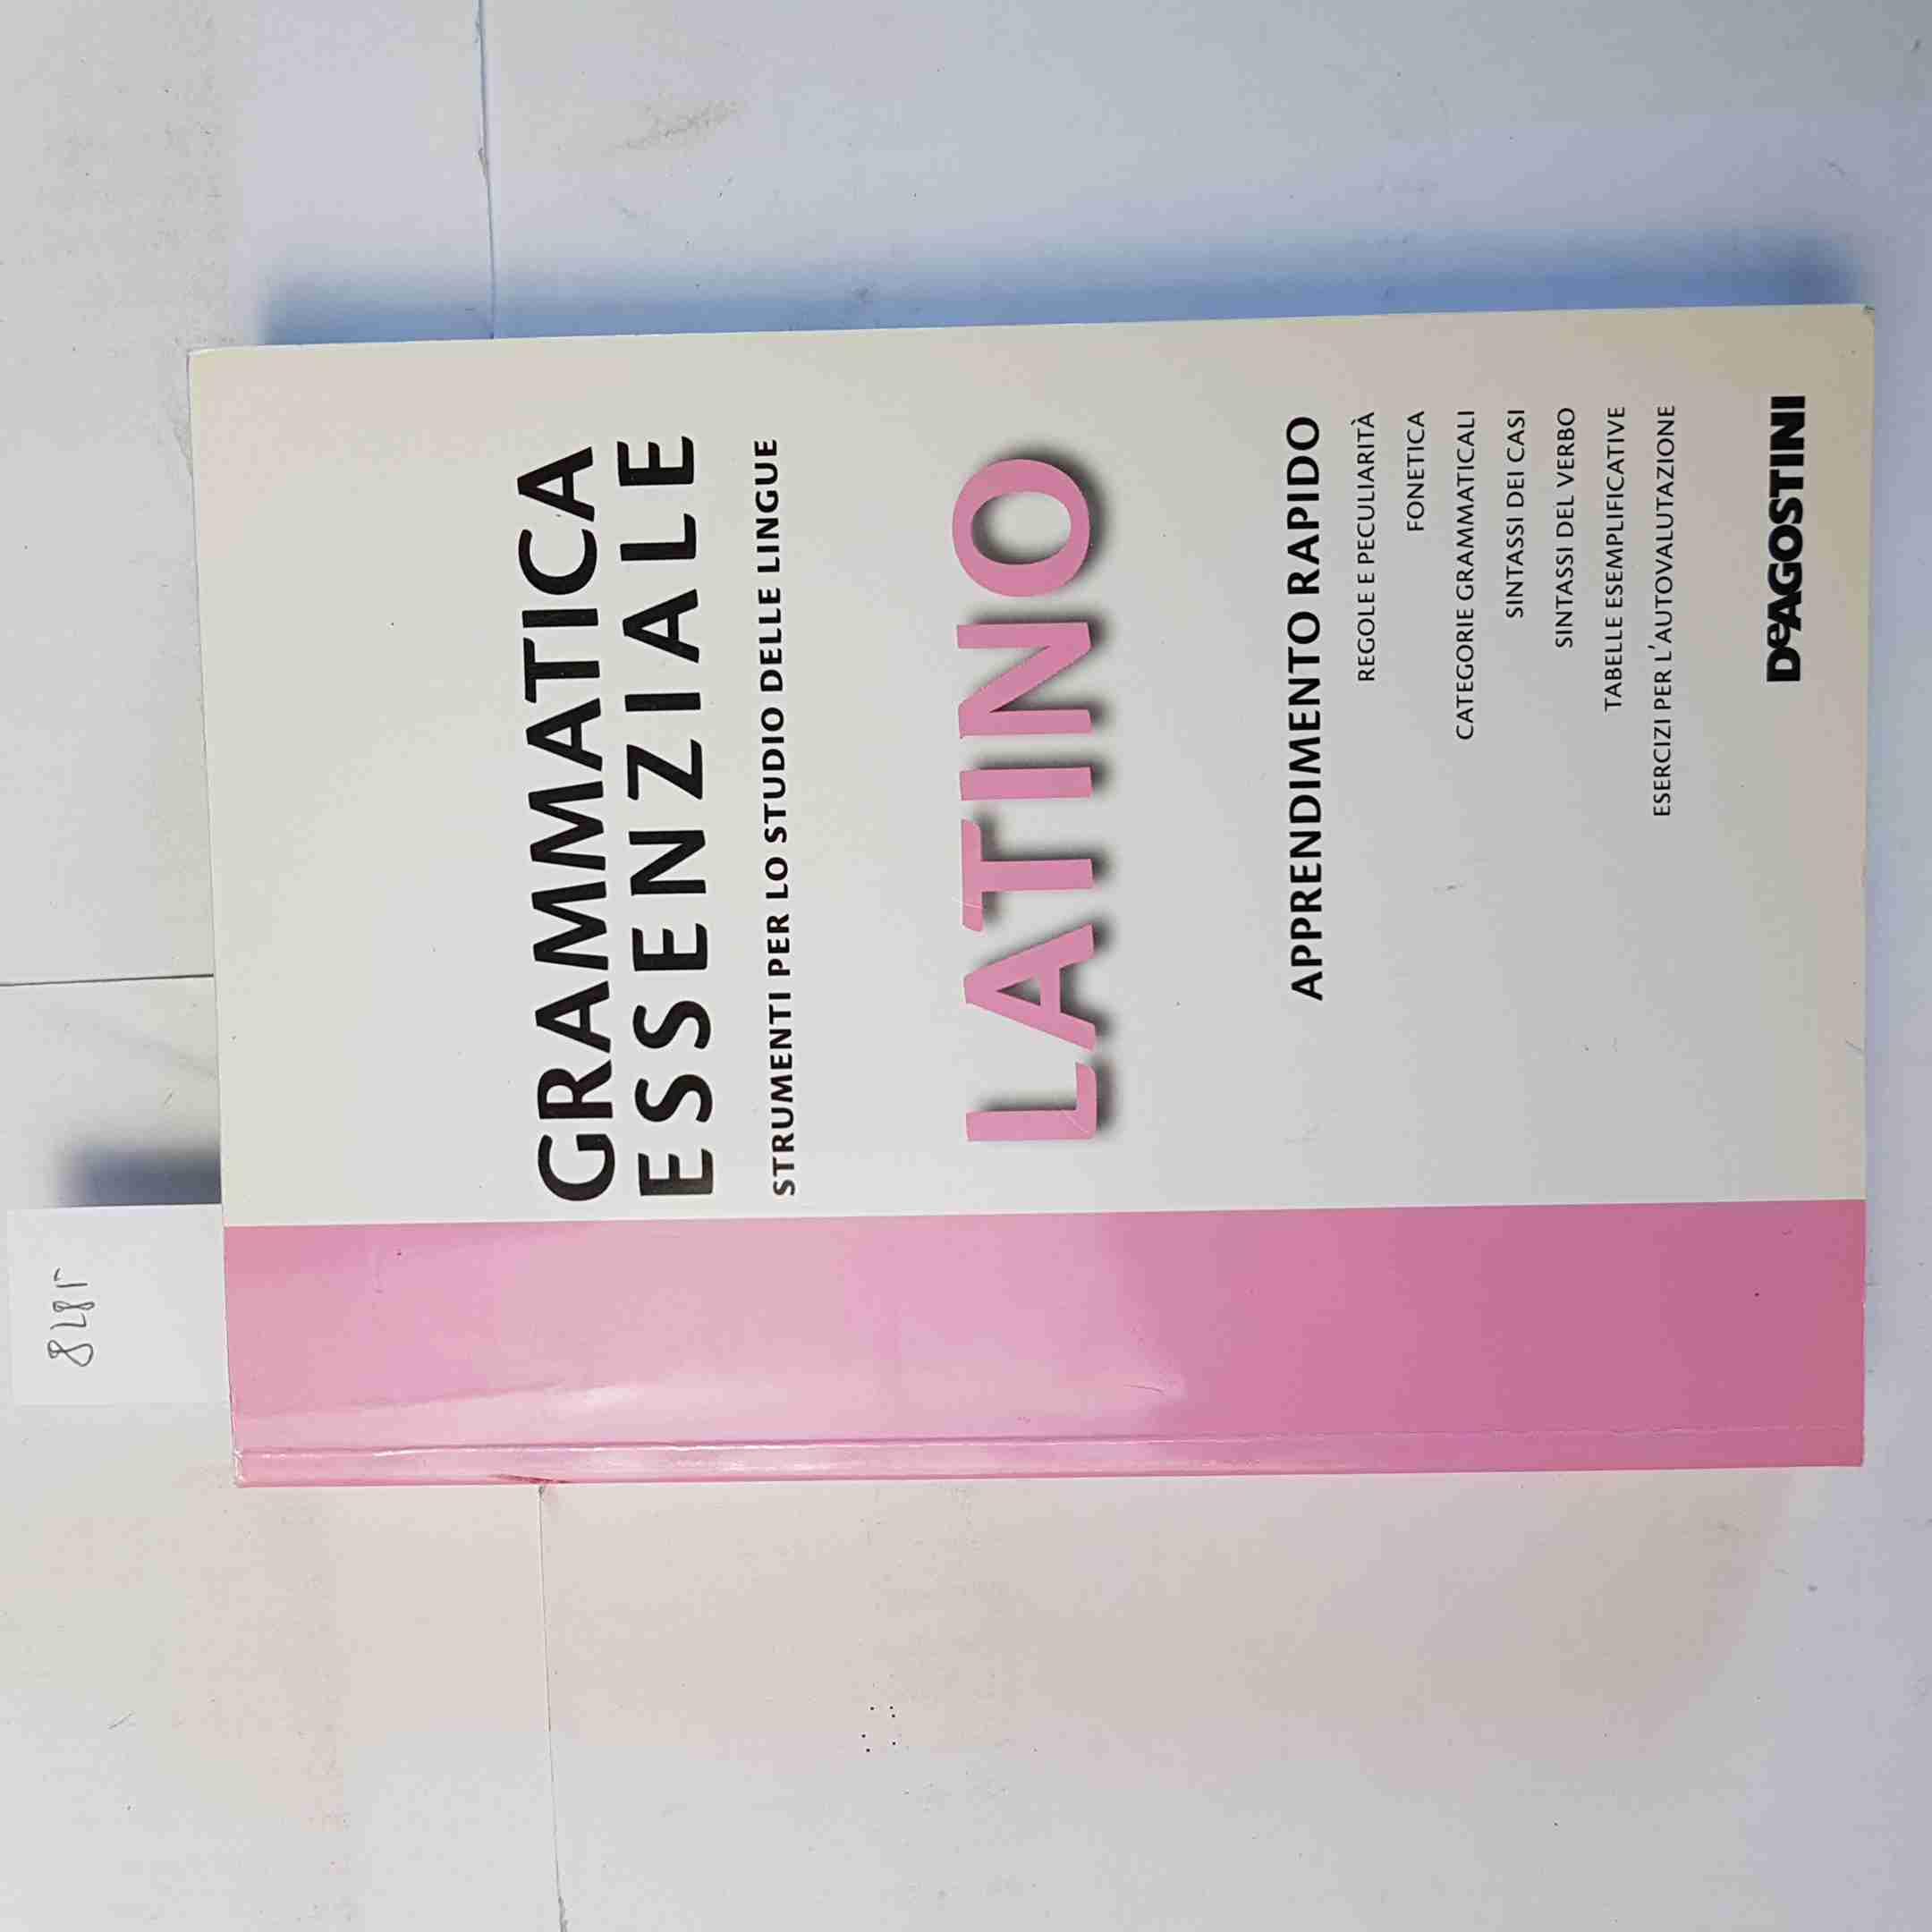 GRAMMATICA
ESSENZIALE
STRUMENTI PER LO STUDIO DELLE LINGUE
LATINO
APPRENDIMENTO RAPIDO
REGOLE E PECULIARITÀ
FONETICA
CATEGORIE GRAMMATICALI
SINTASSI DEI CASI
SINTASSI DEL VERBO
TABELLE ESEMPLIFICATIVE
ESERCIZI PER L'AUTOVALUTAZIONE
DeAGOSTINI